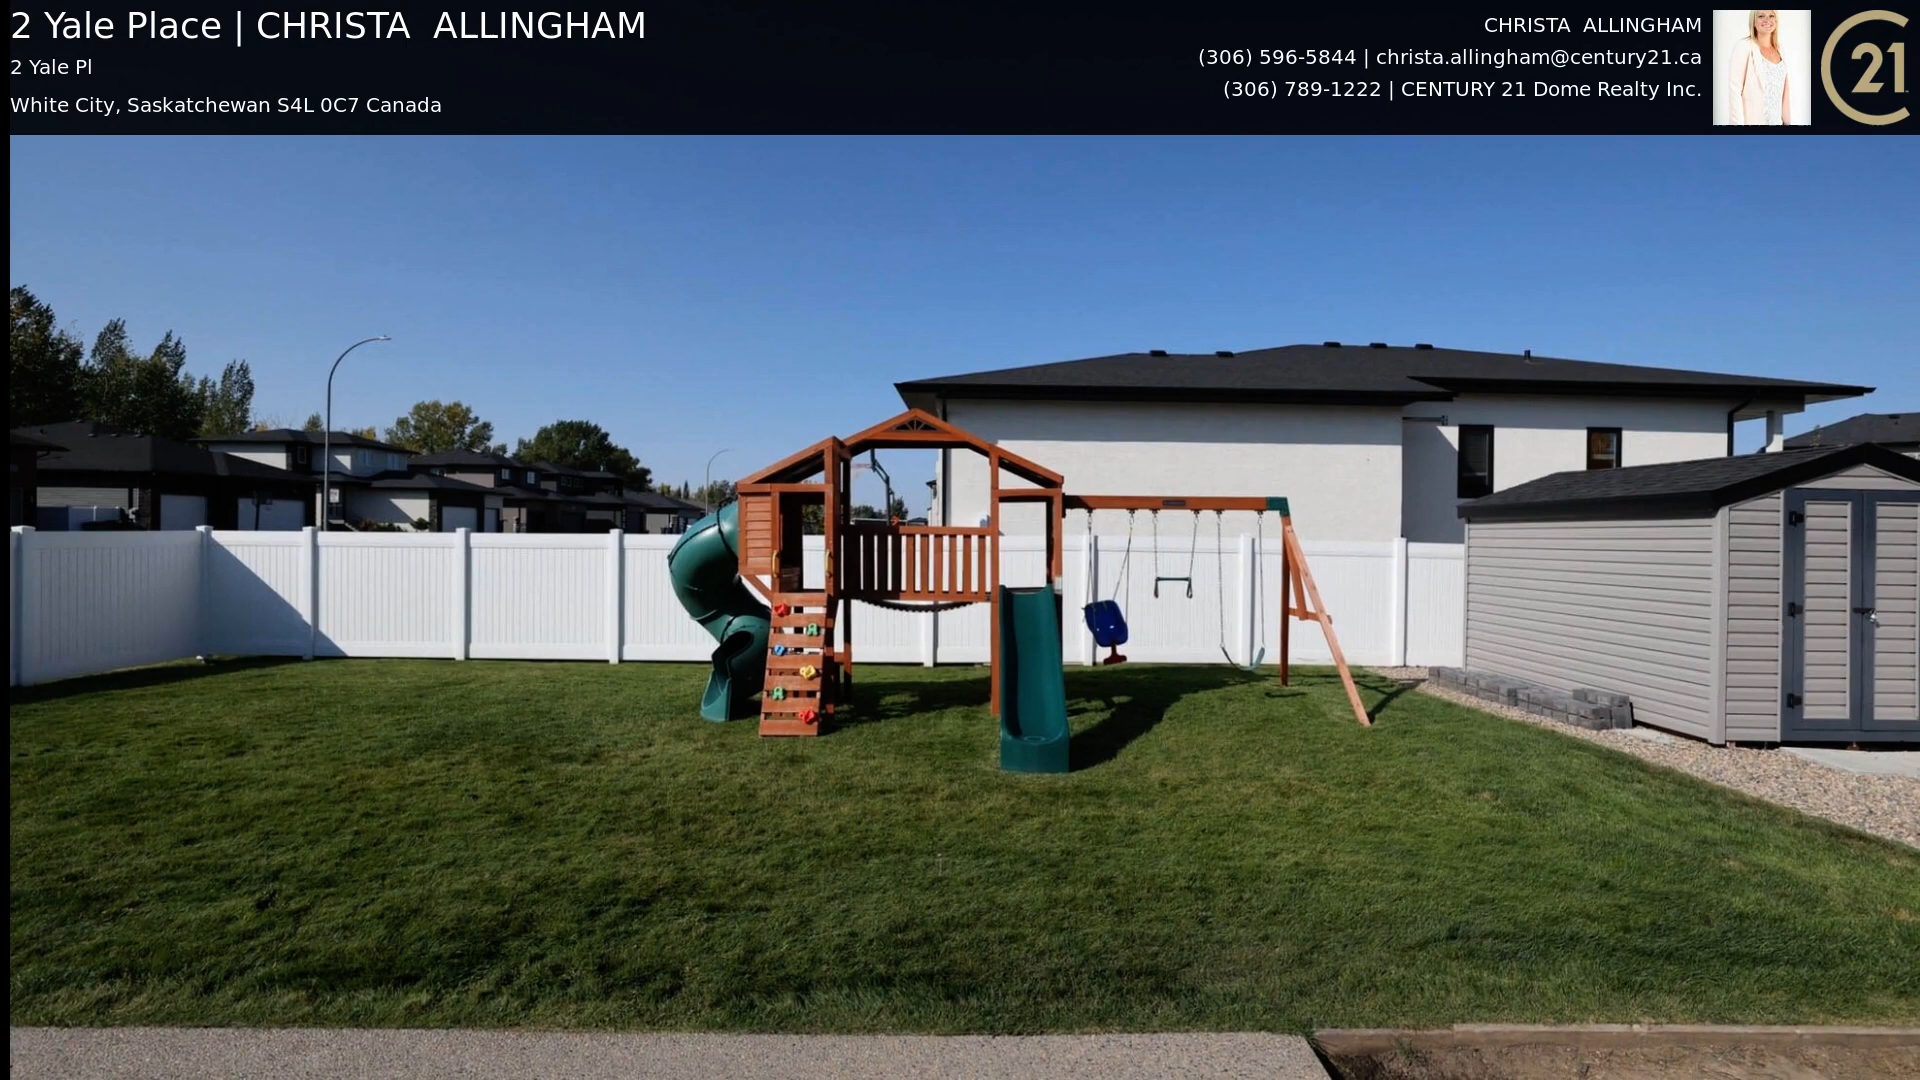 2 Yale Place | CHRISTA  ALLINGHAM
2 Yale Pl
White City, Saskatchewan S4L 0C7 Canada
CHRISTA  ALLINGHAM
(306) 596-5844 | christa.allingham@century21.ca
(306) 789-1222 | CENTURY 21 Dome Realty Inc.
C21